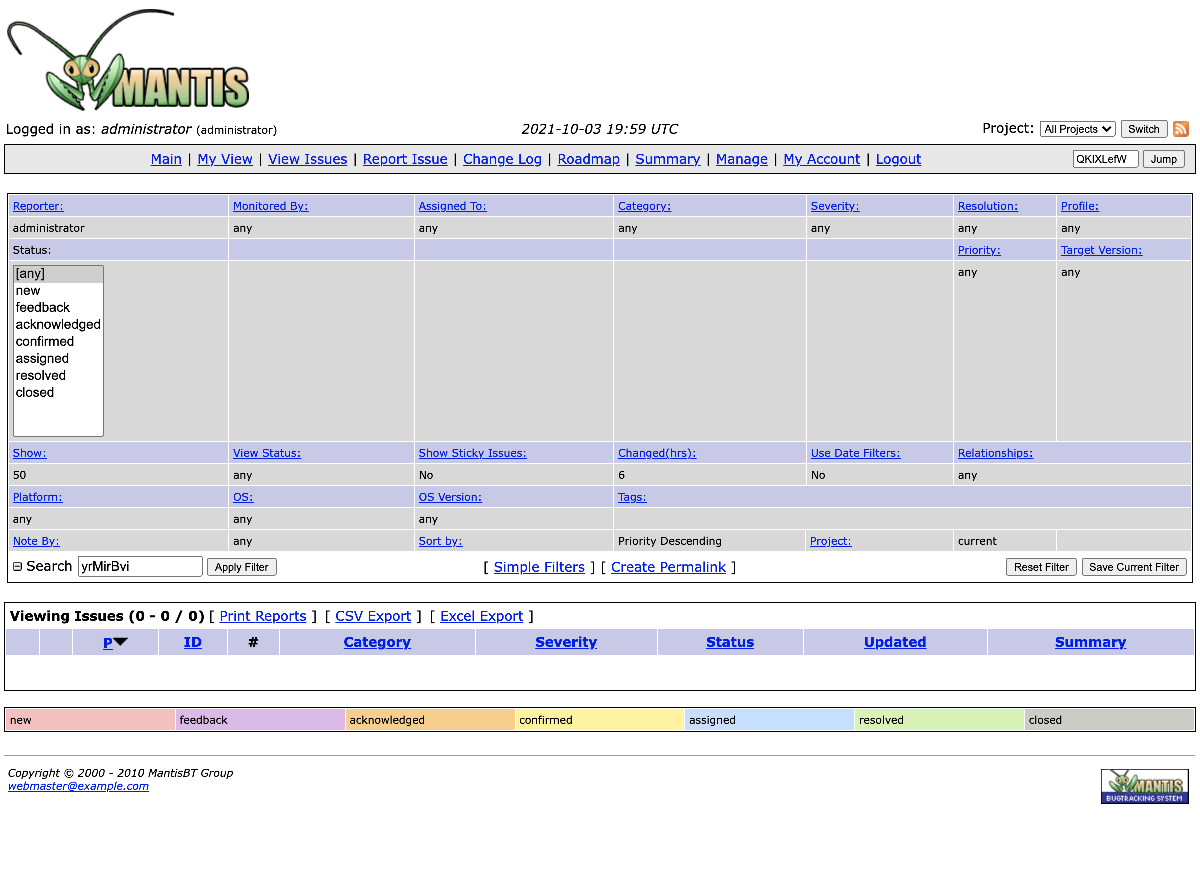 MANTIS
Logged in as: administrator (administrator) 2021-10-03 19:59 UTC Project: All Projects Switch
Main | My View | View Issues | Report Issue | Change Log | Roadmap | Summary | Manage | My Account | Logout QKIXLefW Jump
Reporter: Monitored By: Assigned To: Category: Severity: Resolution: Profile:
administrator any any any any any any
Status: Priority: Target Version:
[any] any any
new
feedback
acknowledged
confirmed
assigned
resolved
closed
Show: View Status: Show Sticky Issues: Changed(hrs): Use Date Filters: Relationships:
50 any No 6 No any
Platform: OS: OS Version: Tags:
any any any
Note By: any Sort by: Priority Descending Project: current
Search yrMirBvi Apply Filter [ Simple Filters ] [ Create Permalink ] Reset Filter Save Current Filter
Viewing Issues (0 - 0 / 0) [ Print Reports ] [ CSV Export ] [ Excel Export ]
P ID # Category Severity Status Updated Summary
new feedback acknowledged confirmed assigned resolved closed
Copyright © 2000 - 2010 MantisBT Group
webmaster@example.com
MANTIS
BUGTRACKING SYSTEM